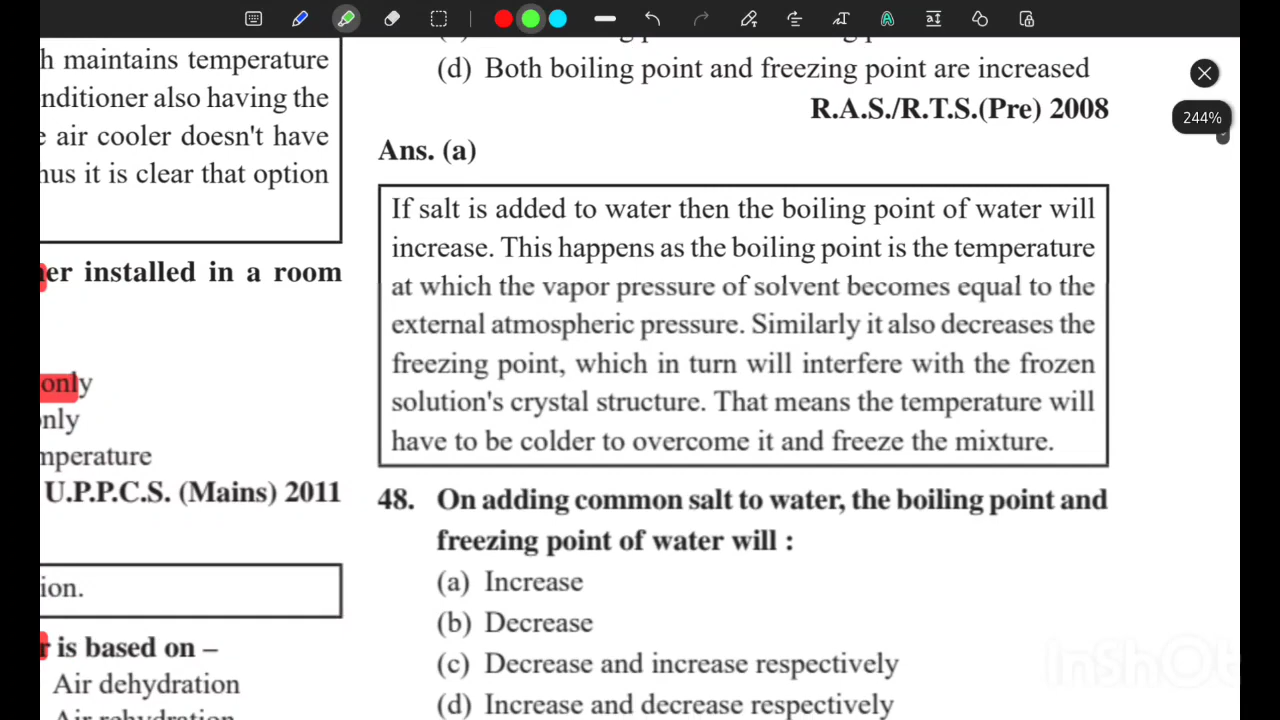 (d) Both boiling point and freezing point are increased
R.A.S./R.T.S.(Pre) 2008
244%
h maintains temperature
nditioner also having the
e air cooler doesn't have
hus it is clear that option
er installed in a room
only
only
mperature
U.P.P.C.S. (Mains) 2011
ion.
r is based on –
Air dehydration
Air rehydration
Ans. (a)
If salt is added to water then the boiling point of water will
increase. This happens as the boiling point is the temperature
at which the vapor pressure of solvent becomes equal to the
external atmospheric pressure. Similarly it also decreases the
freezing point, which in turn will interfere with the frozen
solution's crystal structure. That means the temperature will
have to be colder to overcome it and freeze the mixture.
48. On adding common salt to water, the boiling point and
freezing point of water will :
(a) Increase
(b) Decrease
(c) Decrease and increase respectively
(d) Increase and decrease respectively
InShOt